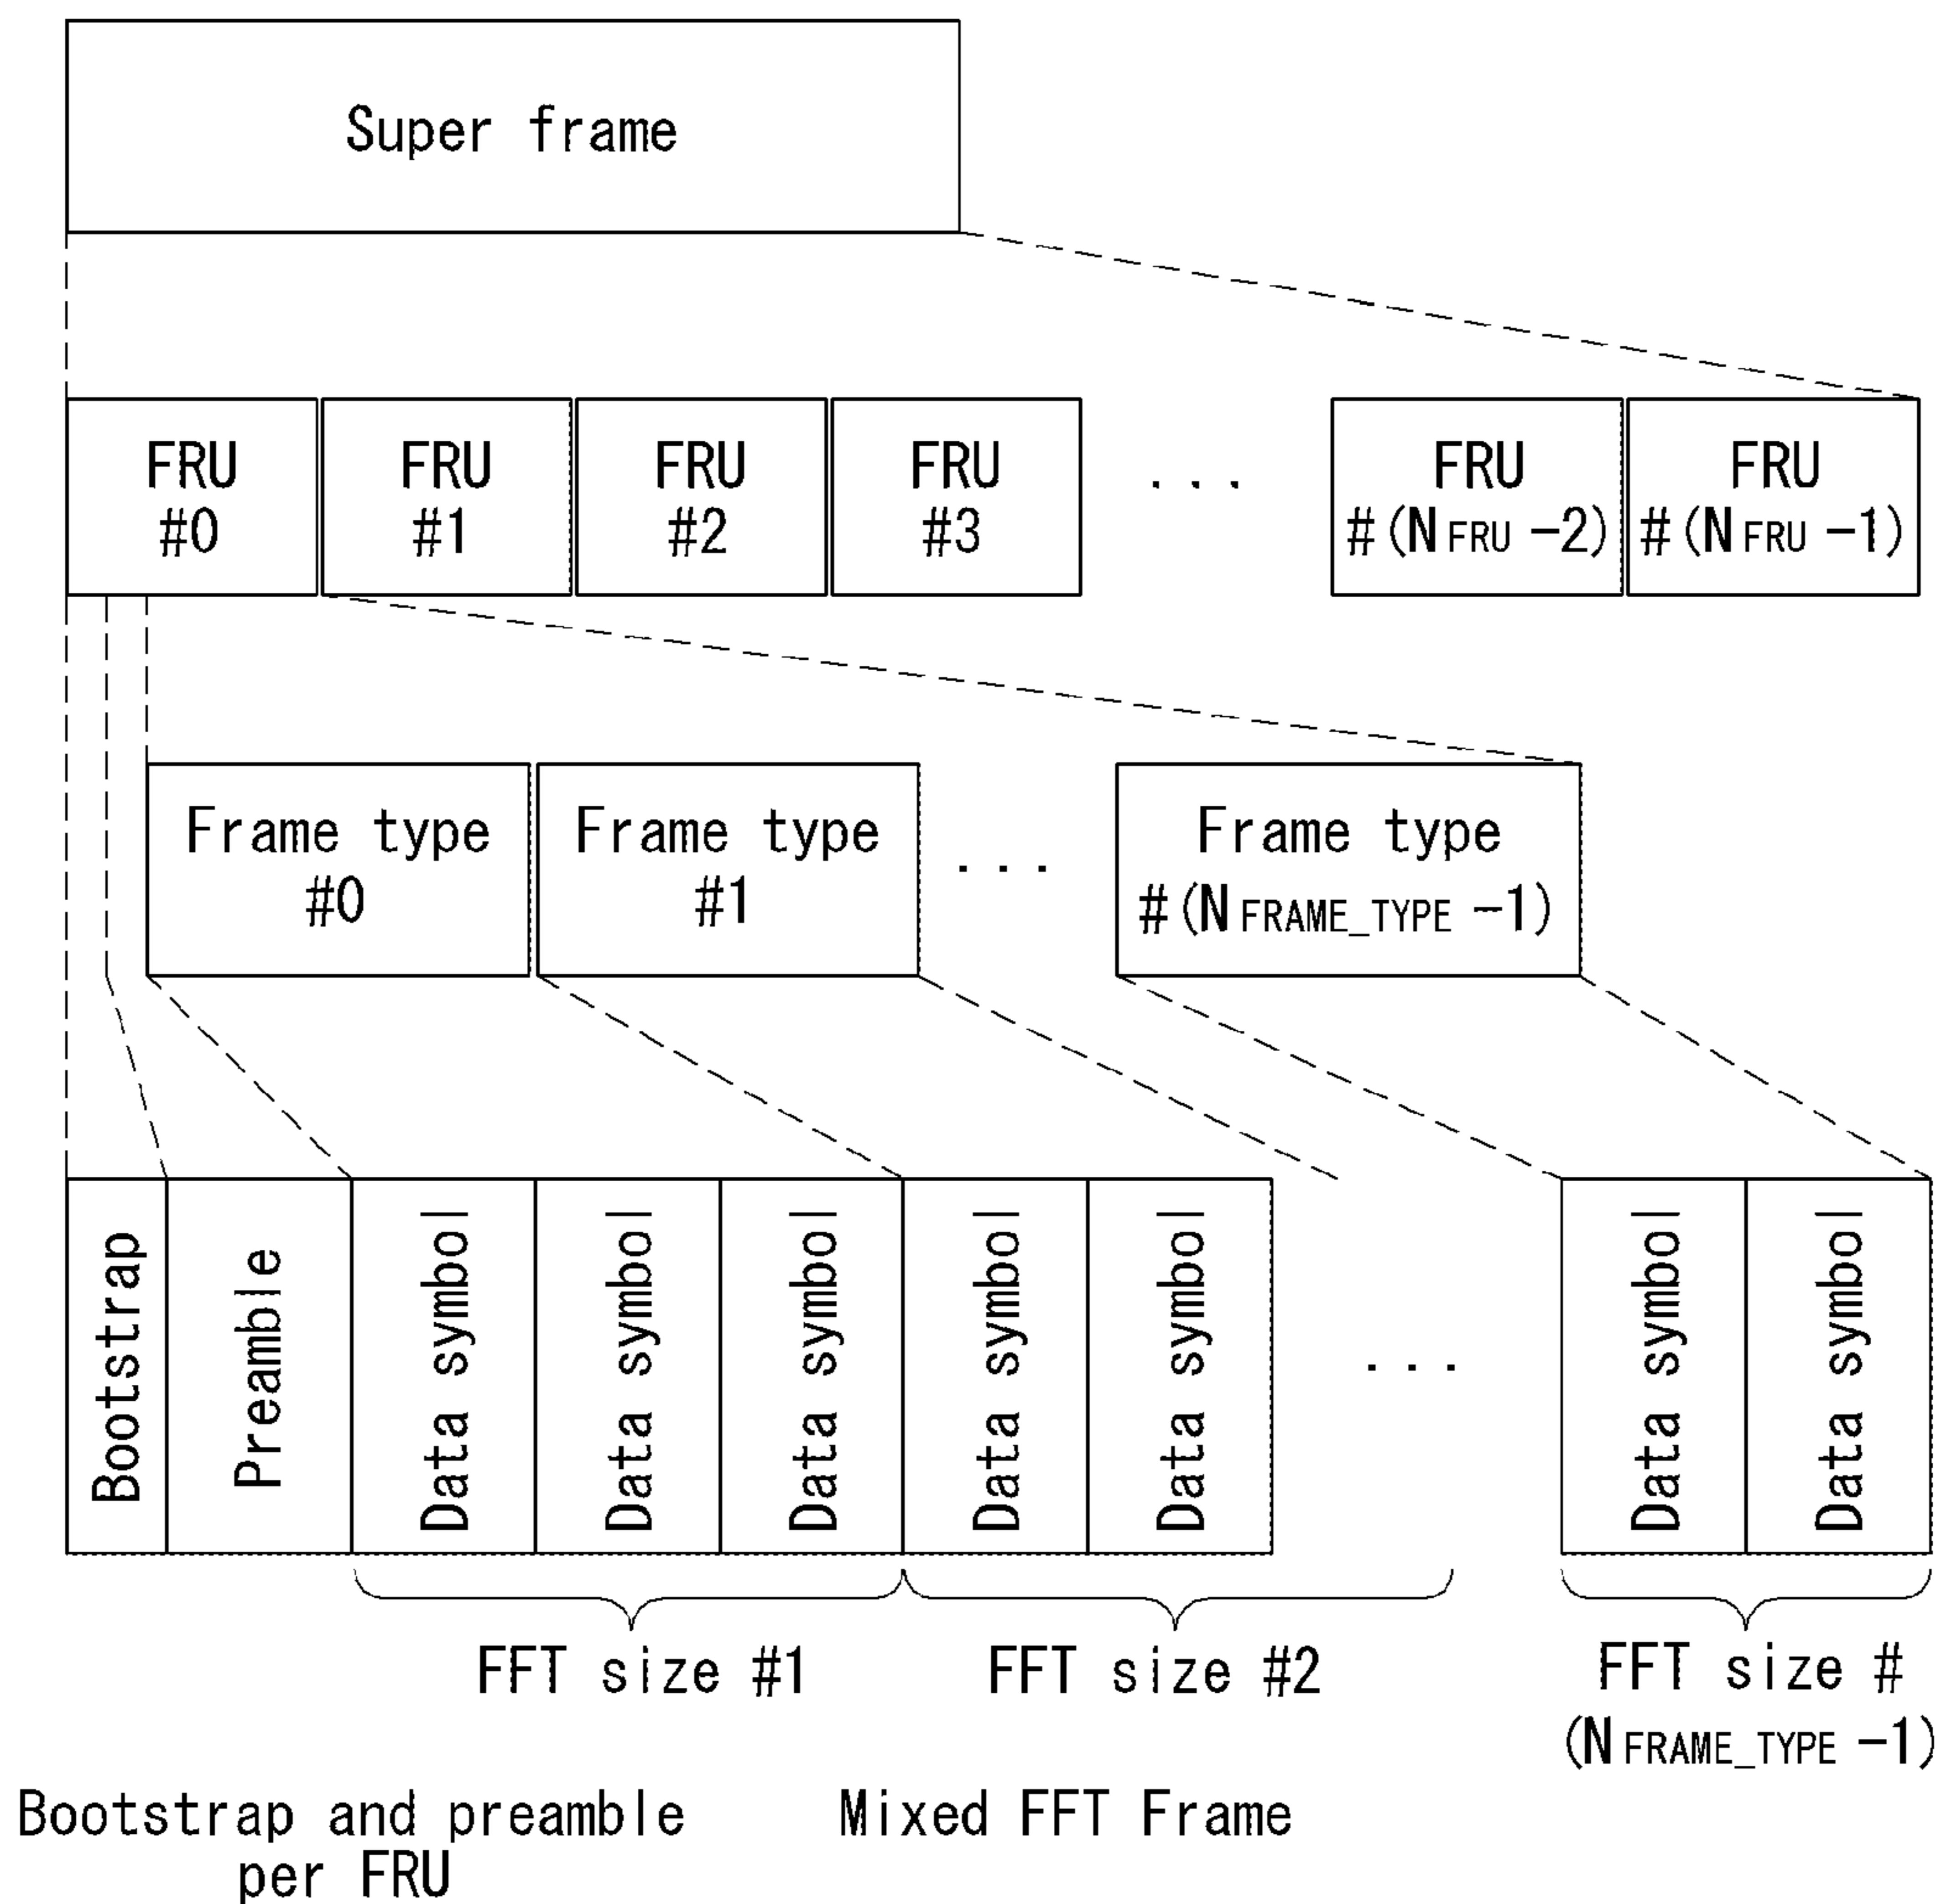 Super frame
FRU
#0
FRU
#1
FRU
#2
FRU
#3
...
FRU
#(NFRU -2)
FRU
#(NFRU -1)
Frame type
#0
Frame type
#1
...
Frame type
#(NFRAME_TYPE -1)
Bootstrap
Preamble
Data symbol
Data symbol
Data symbol
Data symbol
Data symbol
...
Data symbol
Data symbol
FFT size #1
FFT size #2
FFT size #
(NFRAME_TYPE -1)
Bootstrap and preamble
per FRU
Mixed FFT Frame